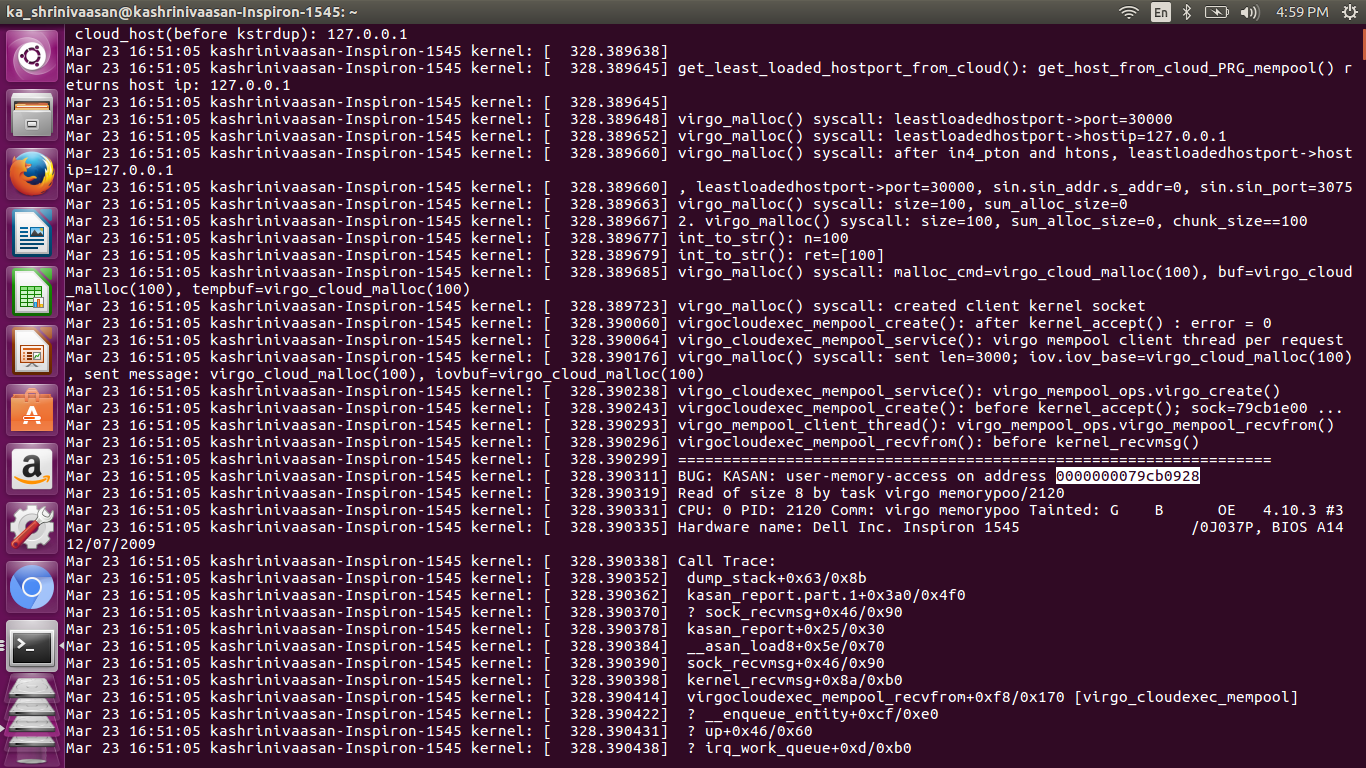 ka_shrinivaasan@kashrinivaasan-Inspiron-1545: ~
En
4:59 PM
 cloud_host(before kstrdup): 127.0.0.1
Mar 23 16:51:05 kashrinivaasan-Inspiron-1545 kernel: [  328.389638]
Mar 23 16:51:05 kashrinivaasan-Inspiron-1545 kernel: [  328.389645] get_least_loaded_hostport_from_cloud(): get_host_from_cloud_PRG_mempool() r
eturns host ip: 127.0.0.1
Mar 23 16:51:05 kashrinivaasan-Inspiron-1545 kernel: [  328.389645]
Mar 23 16:51:05 kashrinivaasan-Inspiron-1545 kernel: [  328.389648] virgo_malloc() syscall: leastloadedhostport->port=30000
Mar 23 16:51:05 kashrinivaasan-Inspiron-1545 kernel: [  328.389652] virgo_malloc() syscall: leastloadedhostport->hostip=127.0.0.1
Mar 23 16:51:05 kashrinivaasan-Inspiron-1545 kernel: [  328.389660] virgo_malloc() syscall: after in4_pton and htons, leastloadedhostport->host
ip=127.0.0.1
Mar 23 16:51:05 kashrinivaasan-Inspiron-1545 kernel: [  328.389660] , leastloadedhostport->port=30000, sin.sin_addr.s_addr=0, sin.sin_port=3075
Mar 23 16:51:05 kashrinivaasan-Inspiron-1545 kernel: [  328.389663] virgo_malloc() syscall: size=100, sum_alloc_size=0
Mar 23 16:51:05 kashrinivaasan-Inspiron-1545 kernel: [  328.389667] 2. virgo_malloc() syscall: size=100, sum_alloc_size=0, chunk_size==100
Mar 23 16:51:05 kashrinivaasan-Inspiron-1545 kernel: [  328.389677] int_to_str(): n=100
Mar 23 16:51:05 kashrinivaasan-Inspiron-1545 kernel: [  328.389679] int_to_str(): ret=[100]
Mar 23 16:51:05 kashrinivaasan-Inspiron-1545 kernel: [  328.389685] virgo_malloc() syscall: malloc_cmd=virgo_cloud_malloc(100), buf=virgo_cloud
_malloc(100), tempbuf=virgo_cloud_malloc(100)
Mar 23 16:51:05 kashrinivaasan-Inspiron-1545 kernel: [  328.389723] virgo_malloc() syscall: created client kernel socket
Mar 23 16:51:05 kashrinivaasan-Inspiron-1545 kernel: [  328.390060] virgocloudexec_mempool_create(): after kernel_accept() : error = 0
Mar 23 16:51:05 kashrinivaasan-Inspiron-1545 kernel: [  328.390064] virgo_cloudexec_mempool_service(): virgo mempool client thread per request
Mar 23 16:51:05 kashrinivaasan-Inspiron-1545 kernel: [  328.390176] virgo_malloc() syscall: sent len=3000; iov.iov_base=virgo_cloud_malloc(100)
, sent message: virgo_cloud_malloc(100), iovbuf=virgo_cloud_malloc(100)
Mar 23 16:51:05 kashrinivaasan-Inspiron-1545 kernel: [  328.390238] virgo_cloudexec_mempool_service(): virgo_mempool_ops.virgo_create()
Mar 23 16:51:05 kashrinivaasan-Inspiron-1545 kernel: [  328.390243] virgocloudexec_mempool_create(): before kernel_accept(); sock=79cb1e00 ...
Mar 23 16:51:05 kashrinivaasan-Inspiron-1545 kernel: [  328.390293] virgo_mempool_client_thread(): virgo_mempool_ops.virgo_mempool_recvfrom()
Mar 23 16:51:05 kashrinivaasan-Inspiron-1545 kernel: [  328.390296] virgocloudexec_mempool_recvfrom(): before kernel_recvmsg()
Mar 23 16:51:05 kashrinivaasan-Inspiron-1545 kernel: [  328.390299] ==================================================================
Mar 23 16:51:05 kashrinivaasan-Inspiron-1545 kernel: [  328.390311] BUG: KASAN: user-memory-access on address 0000000079cb0928
Mar 23 16:51:05 kashrinivaasan-Inspiron-1545 kernel: [  328.390319] Read of size 8 by task virgo memorypoo/2120
Mar 23 16:51:05 kashrinivaasan-Inspiron-1545 kernel: [  328.390331] CPU: 0 PID: 2120 Comm: virgo memorypoo Tainted: G    B      OE   4.10.3 #3
Mar 23 16:51:05 kashrinivaasan-Inspiron-1545 kernel: [  328.390335] Hardware name: Dell Inc. Inspiron 1545                   /0J037P, BIOS A14
12/07/2009
Mar 23 16:51:05 kashrinivaasan-Inspiron-1545 kernel: [  328.390338] Call Trace:
Mar 23 16:51:05 kashrinivaasan-Inspiron-1545 kernel: [  328.390352]  dump_stack+0x63/0x8b
Mar 23 16:51:05 kashrinivaasan-Inspiron-1545 kernel: [  328.390362]  kasan_report.part.1+0x3a0/0x4f0
Mar 23 16:51:05 kashrinivaasan-Inspiron-1545 kernel: [  328.390370]  ? sock_recvmsg+0x46/0x90
Mar 23 16:51:05 kashrinivaasan-Inspiron-1545 kernel: [  328.390378]  kasan_report+0x25/0x30
Mar 23 16:51:05 kashrinivaasan-Inspiron-1545 kernel: [  328.390384]  __asan_load8+0x5e/0x70
Mar 23 16:51:05 kashrinivaasan-Inspiron-1545 kernel: [  328.390390]  sock_recvmsg+0x46/0x90
Mar 23 16:51:05 kashrinivaasan-Inspiron-1545 kernel: [  328.390398]  kernel_recvmsg+0x8a/0xb0
Mar 23 16:51:05 kashrinivaasan-Inspiron-1545 kernel: [  328.390414]  virgocloudexec_mempool_recvfrom+0xf8/0x170 [virgo_cloudexec_mempool]
Mar 23 16:51:05 kashrinivaasan-Inspiron-1545 kernel: [  328.390422]  ? __enqueue_entity+0xcf/0xe0
Mar 23 16:51:05 kashrinivaasan-Inspiron-1545 kernel: [  328.390431]  ? up+0x46/0x60
Mar 23 16:51:05 kashrinivaasan-Inspiron-1545 kernel: [  328.390438]  ? irq_work_queue+0xd/0xb0